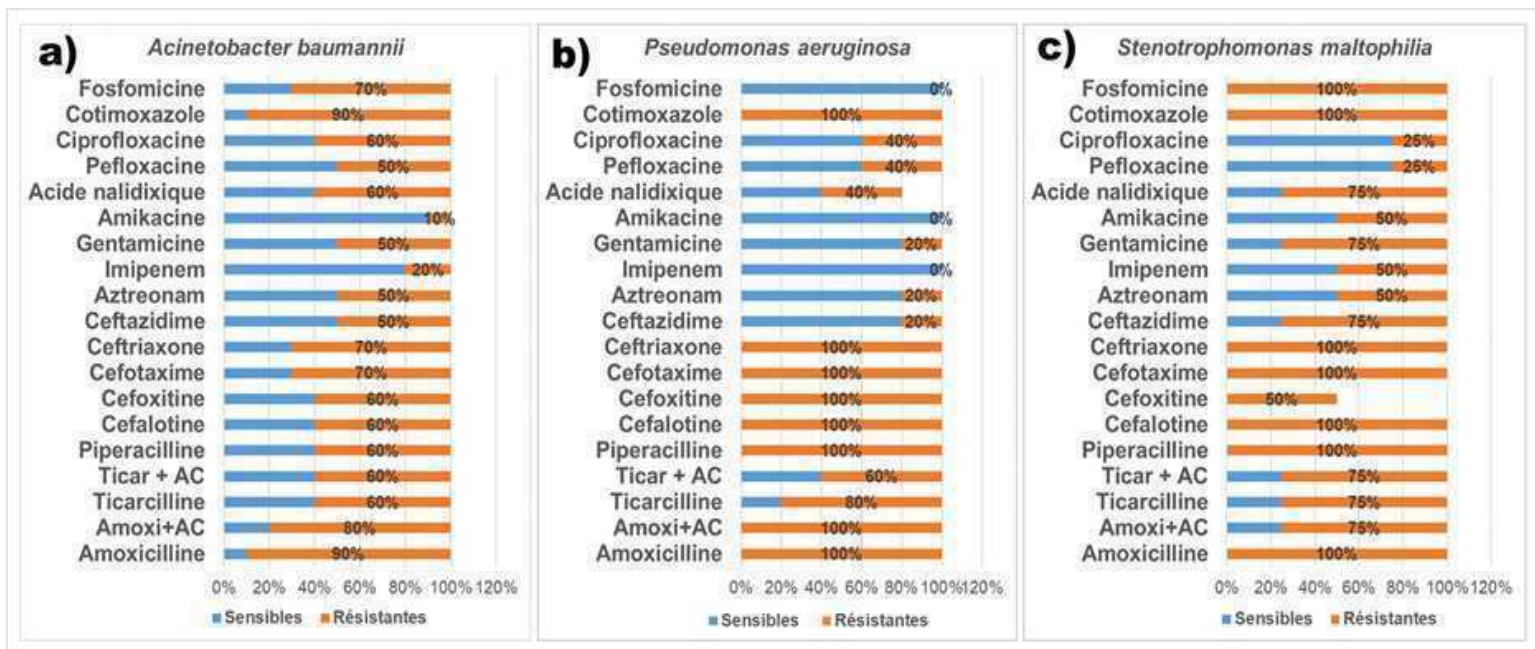 a)
Acinetobacter baumannii
Fosfomicine 70%
Cotimoxazole 90%
Ciprofloxacine 60%
Pefloxacine 50%
Acide nalidixique 60%
Amikacine 10%
Gentamicine 50%
Imipenem 20%
Aztreonam 50%
Ceftazidime 50%
Ceftriaxone 70%
Cefotaxime 70%
Cefoxitine 60%
Cefalotine 60%
Piperacilline 60%
Ticar + AC 60%
Ticarcilline 60%
Amoxi+AC 80%
Amoxicilline 90%
0% 20% 40% 60% 80% 100% 120%
Sensibles Résistantes
b)
Pseudomonas aeruginosa
Fosfomicine 0%
Cotimoxazole 100%
Ciprofloxacine 40%
Pefloxacine 40%
Acide nalidixique 40%
Amikacine 0%
Gentamicine 20%
Imipenem 0%
Aztreonam 20%
Ceftazidime 20%
Ceftriaxone 100%
Cefotaxime 100%
Cefoxitine 100%
Cefalotine 100%
Piperacilline 100%
Ticar + AC 60%
Ticarcilline 80%
Amoxi+AC 100%
Amoxicilline 100%
0% 20% 40% 60% 80% 100% 120%
Sensibles Résistantes
c)
Stenotrophomonas maltophilia
Fosfomicine 100%
Cotimoxazole 100%
Ciprofloxacine 25%
Pefloxacine 25%
Acide nalidixique 75%
Amikacine 50%
Gentamicine 75%
Imipenem 50%
Aztreonam 50%
Ceftazidime 75%
Ceftriaxone 100%
Cefotaxime 100%
Cefoxitine 50%
Cefalotine 100%
Piperacilline 100%
Ticar + AC 75%
Ticarcilline 75%
Amoxi+AC 75%
Amoxicilline 100%
0% 20% 40% 60% 80% 100% 120%
Sensibles Résistantes